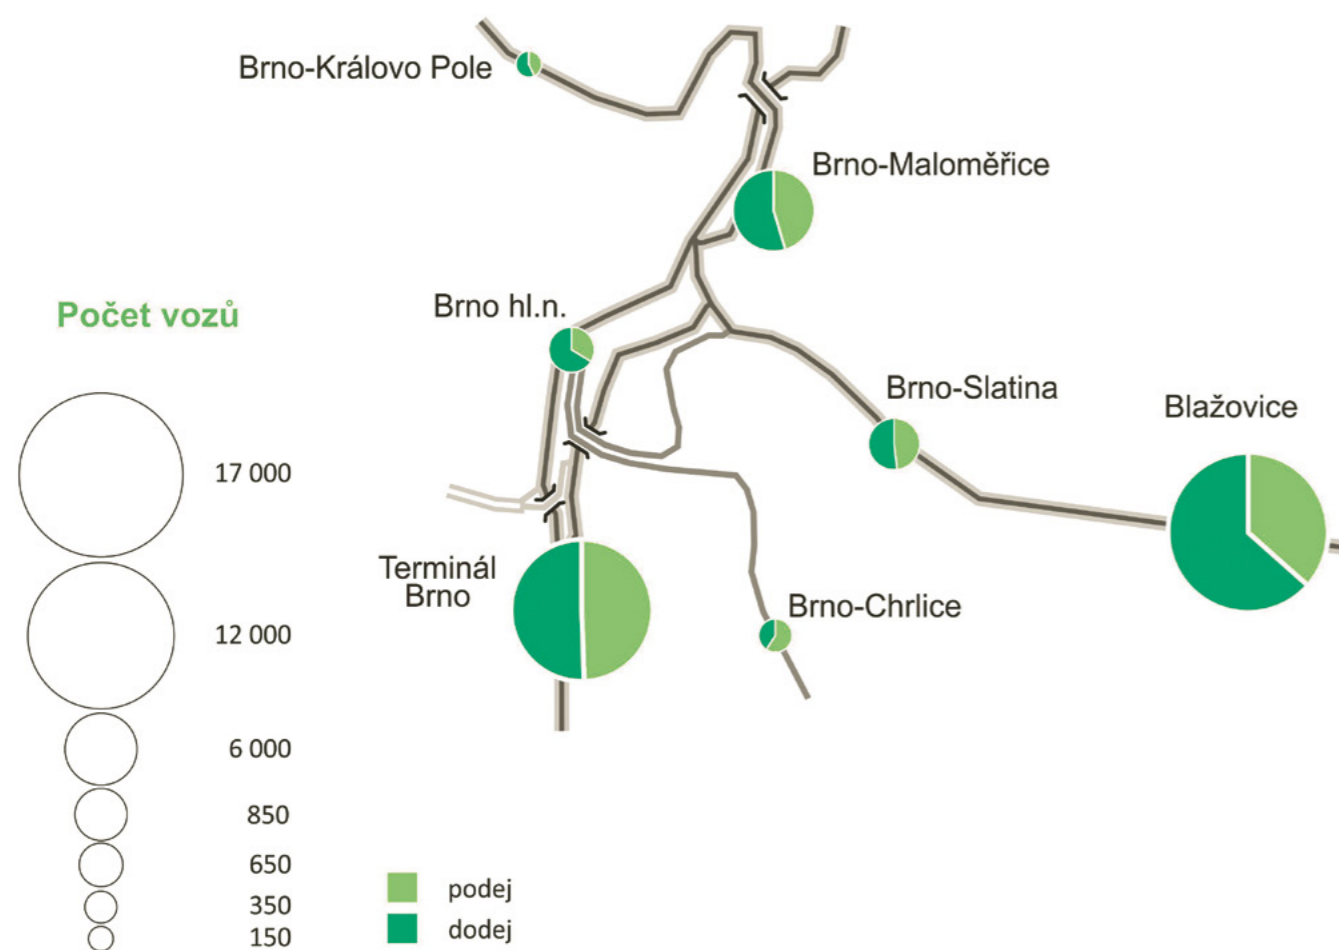 Brno-Královo Pole
Brno-Maloměřice
Brno hl.n.
Počet vozů
Brno-Slatina
Blažovice
17 000
Terminál
Brno
Brno-Chrlice
12 000
6 000
850
650
350
150
podej
dodej